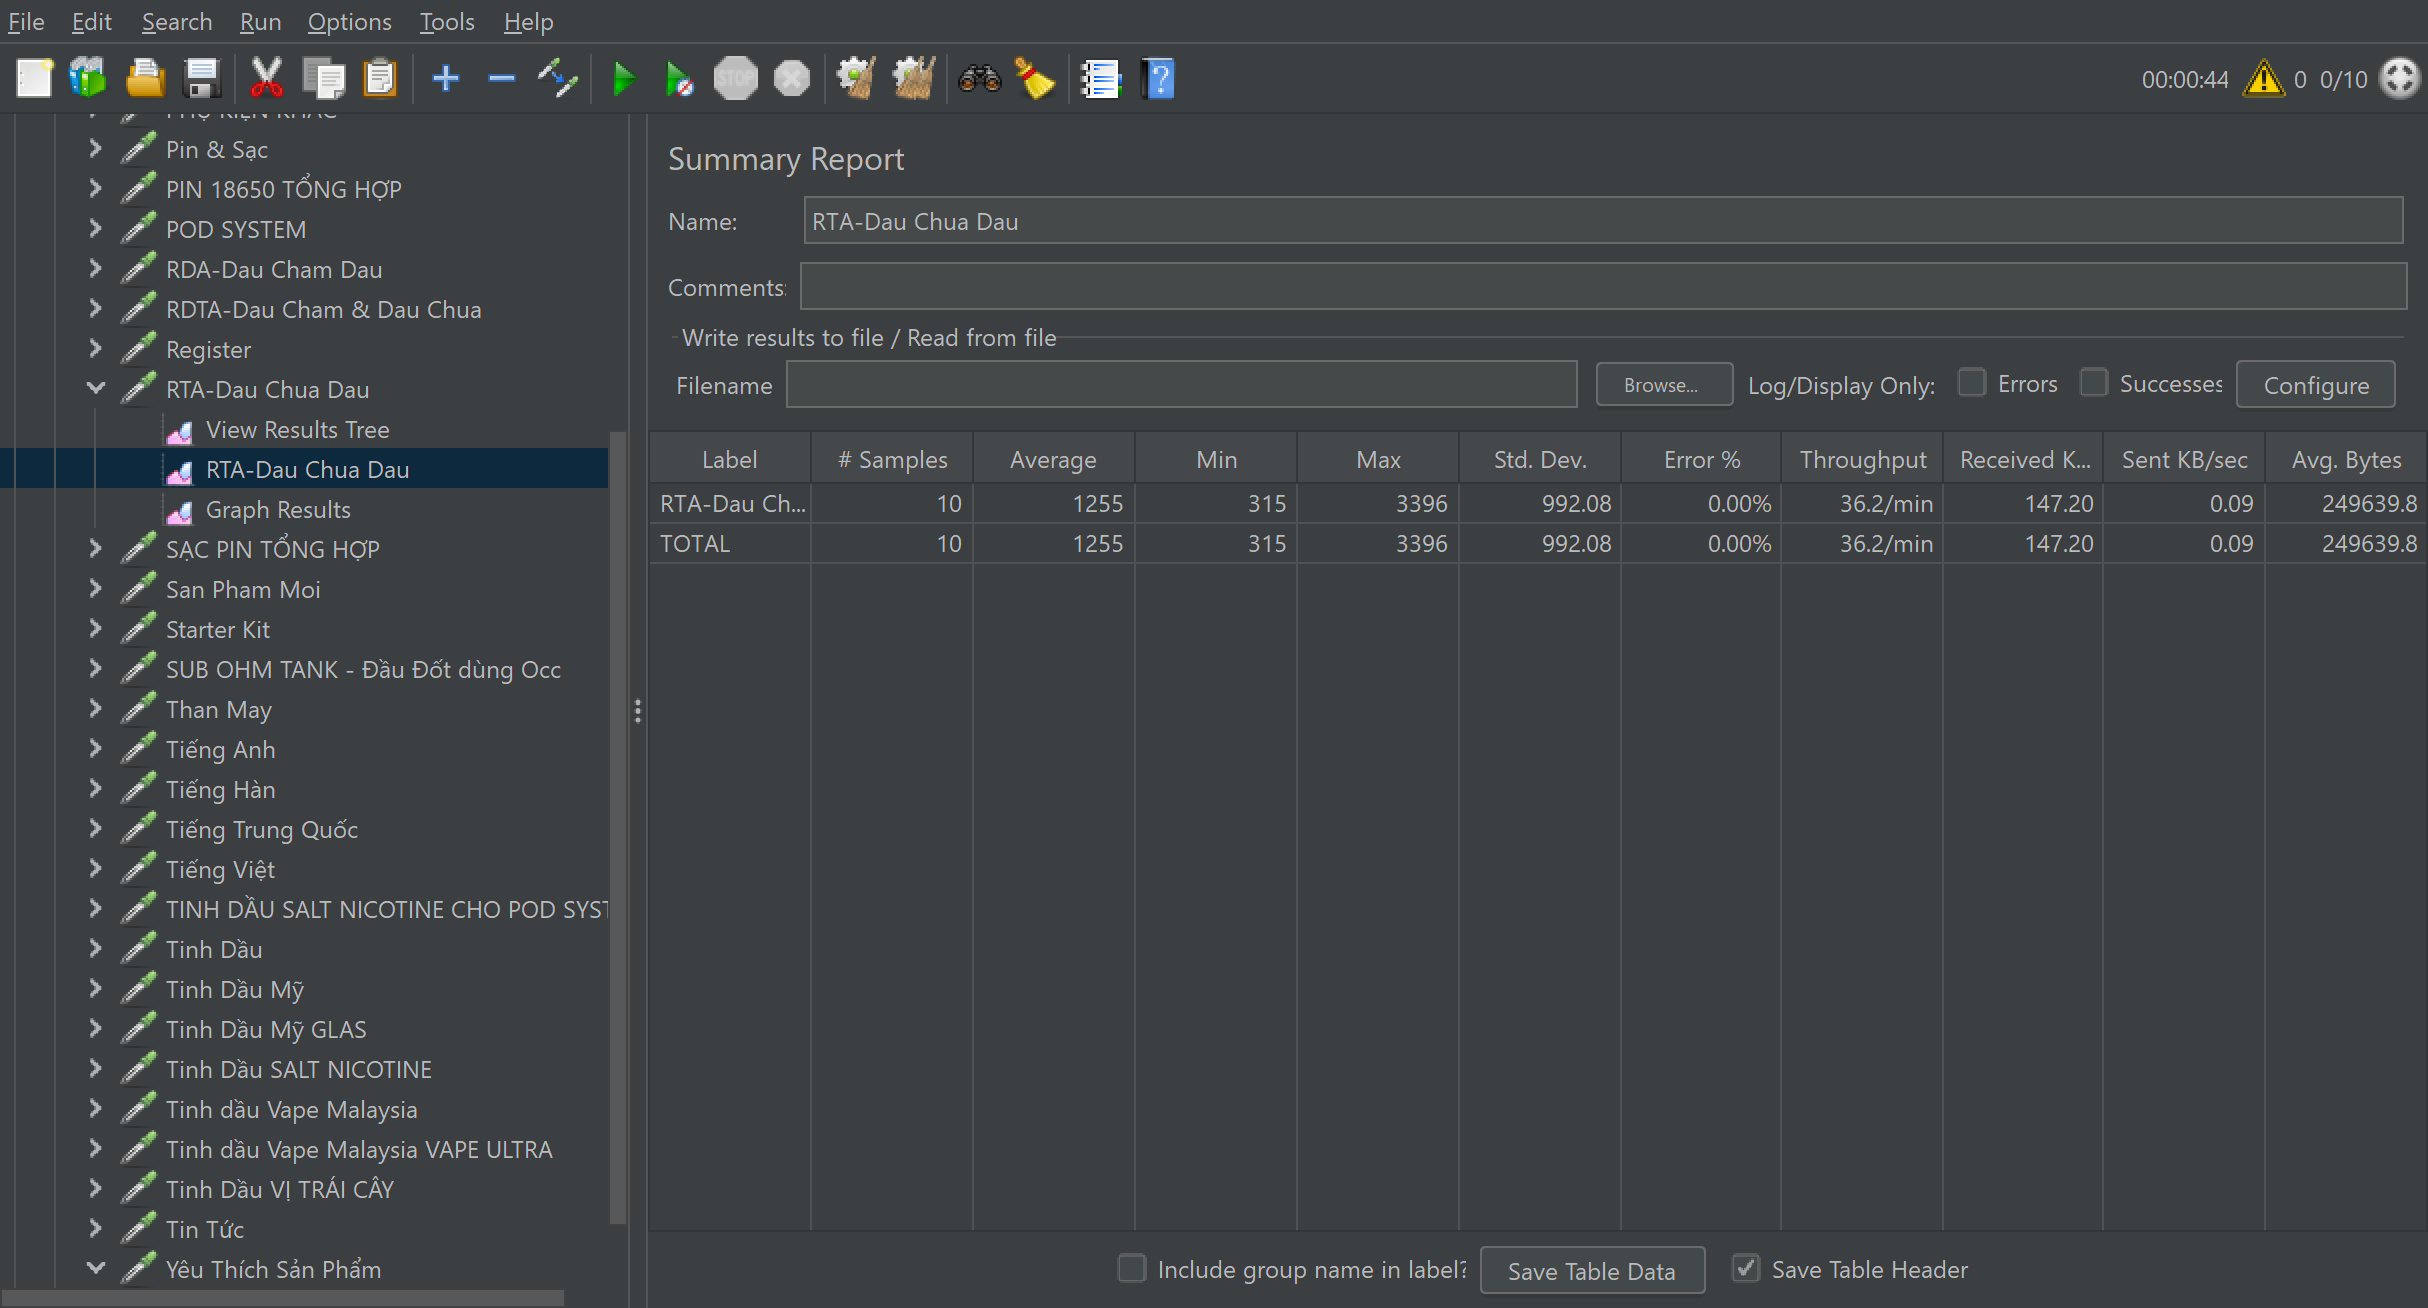 File Edit Search Run Options Tools Help
STOP
00:00:44 0 0/10
Pin & Sạc
PIN 18650 TỔNG HỢP
POD SYSTEM
RDA-Dau Cham Dau
RDTA-Dau Cham & Dau Chua
Register
RTA-Dau Chua Dau
View Results Tree
RTA-Dau Chua Dau
Graph Results
SẠC PIN TỔNG HỢP
San Pham Moi
Starter Kit
SUB OHM TANK - Đầu Đốt dùng Occ
Than May
Tiếng Anh
Tiếng Hàn
Tiếng Trung Quốc
Tiếng Việt
TINH DẦU SALT NICOTINE CHO POD SYST
Tinh Dầu
Tinh Dầu Mỹ
Tinh Dầu Mỹ GLAS
Tinh Dầu SALT NICOTINE
Tinh dầu Vape Malaysia
Tinh dầu Vape Malaysia VAPE ULTRA
Tinh Dầu VỊ TRÁI CÂY
Tin Tức
Yêu Thích Sản Phẩm
Summary Report
Name: RTA-Dau Chua Dau
Comments:
Write results to file / Read from file
Filename Browse... Log/Display Only: Errors Successes Configure
Label # Samples Average Min Max Std. Dev. Error % Throughput Received K... Sent KB/sec Avg. Bytes
RTA-Dau Ch... 10 1255 315 3396 992.08 0.00% 36.2/min 147.20 0.09 249639.8
TOTAL 10 1255 315 3396 992.08 0.00% 36.2/min 147.20 0.09 249639.8
Include group name in label? Save Table Data Save Table Header